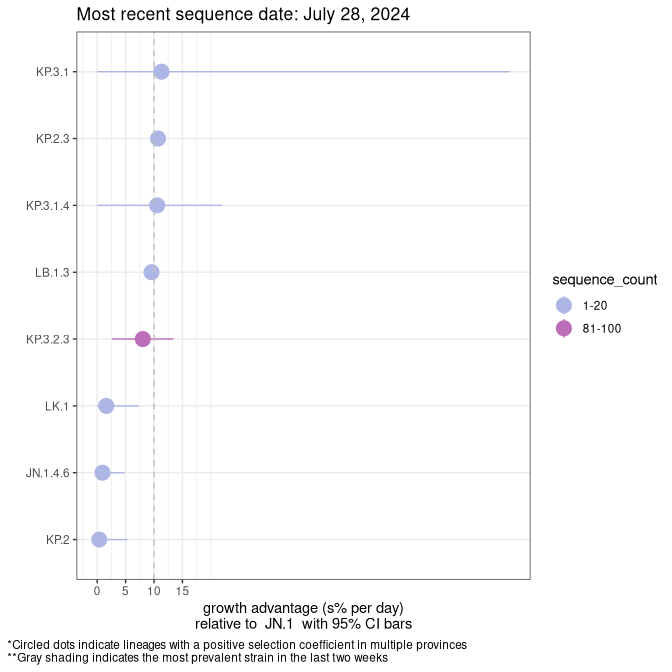 Most recent sequence date: July 28, 2024
KP.3.1
KP.2.3
KP.3.1.4
LB.1.3
KP.3.2.3
LK.1
JN.1.4.6
KP.2
0 5 10 15
growth advantage (s% per day)
relative to JN.1 with 95% CI bars
sequence_count
1-20
81-100
*Circled dots indicate lineages with a positive selection coefficient in multiple provinces
**Gray shading indicates the most prevalent strain in the last two weeks